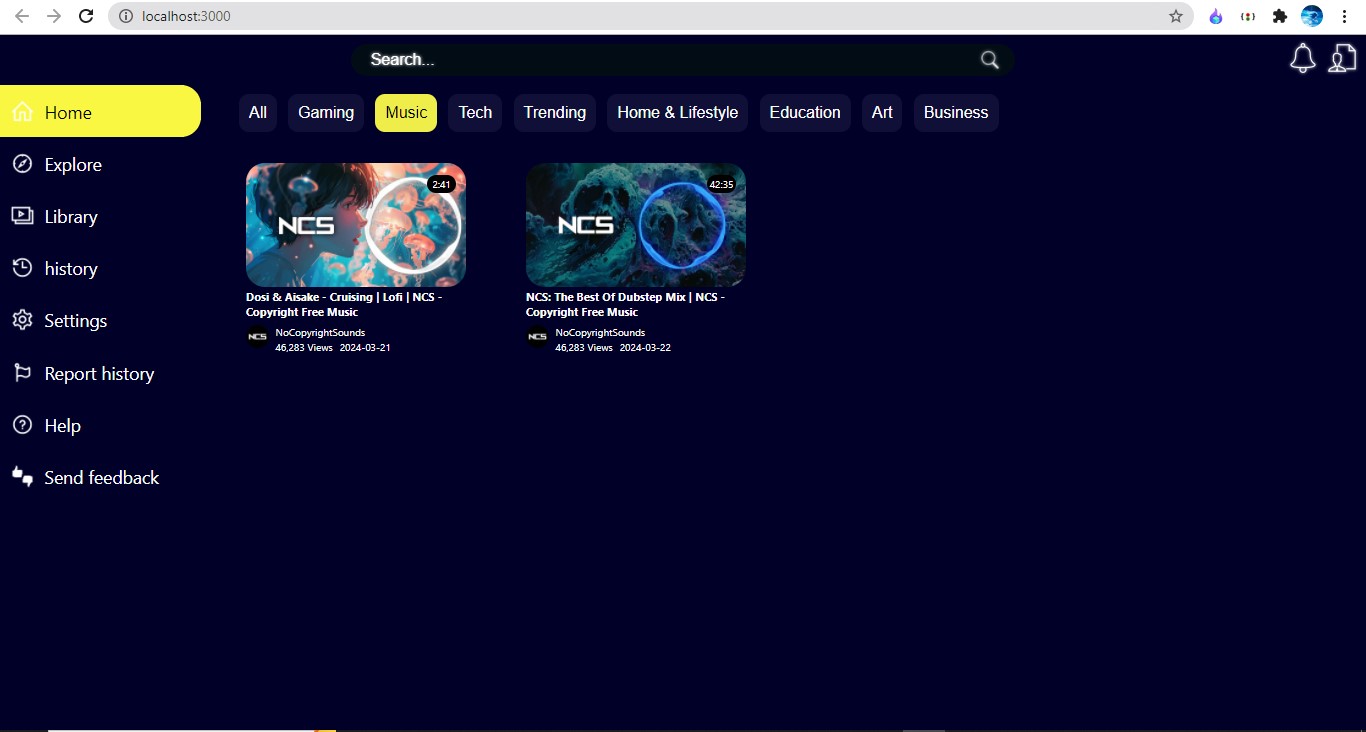 localhost:3000
Search...
Home
All Gaming Music Tech Trending Home & Lifestyle Education Art Business
Explore
Library
history
Settings
Report history
Help
Send feedback
2:41
NCS
Dosi & Aisake - Cruising | Lofi | NCS -
Copyright Free Music
NCS
NoCopyrightSounds
46,283 Views 2024-03-21
42:35
NCS
NCS: The Best Of Dubstep Mix | NCS -
Copyright Free Music
NCS
NoCopyrightSounds
46,283 Views 2024-03-22